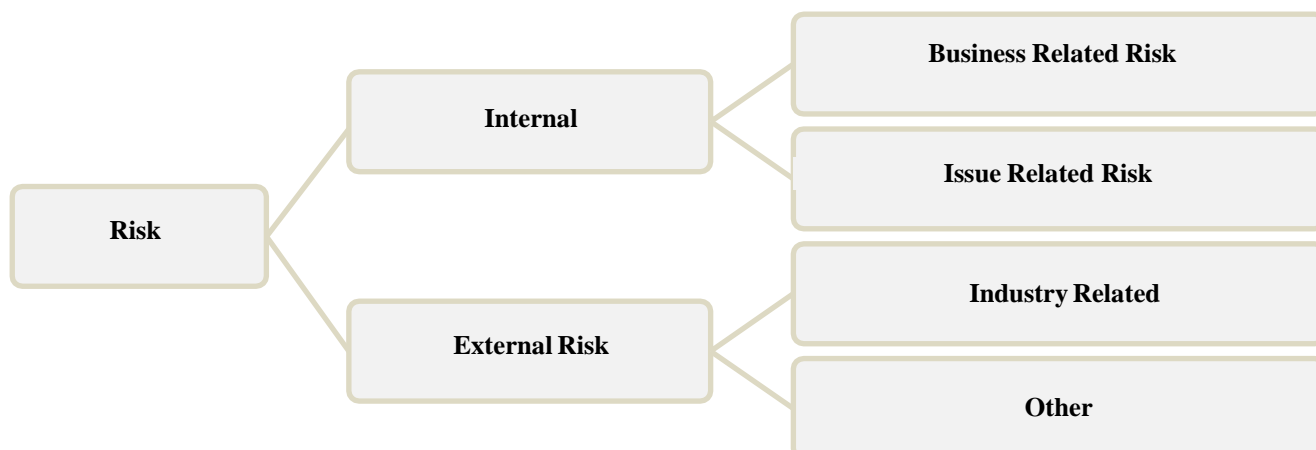 Business Related Risk
Internal
Issue Related Risk
Risk
Industry Related
External Risk
Other